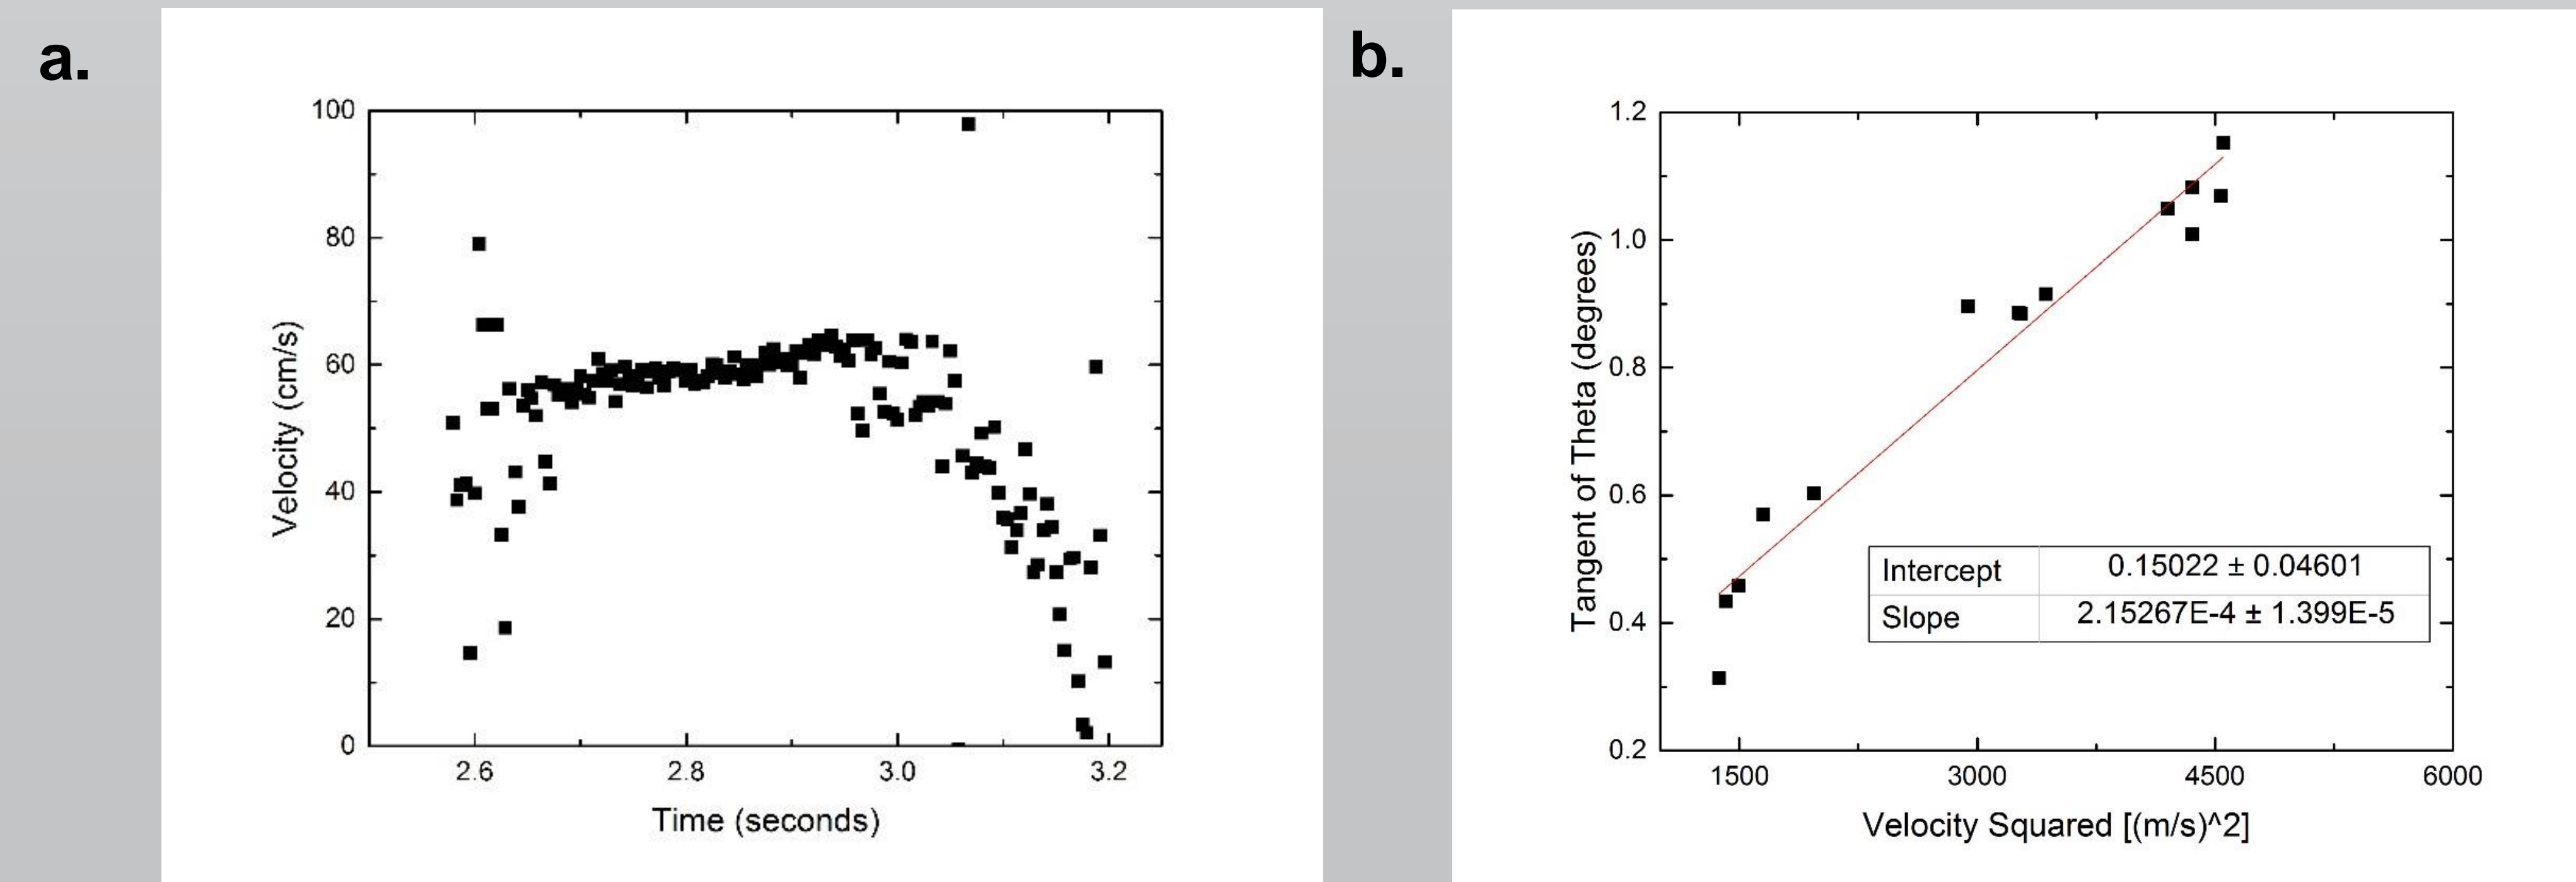 a.
100
80
60
40
20
0
Velocity (cm/s)
2.6 2.8 3.0 3.2
Time (seconds)
b.
1.2
1.0
0.8
0.6
0.4
0.2
Tangent of Theta (degrees)
Intercept 0.15022 ± 0.04601
Slope 2.15267E-4 ± 1.399E-5
1500 3000 4500 6000
Velocity Squared [(m/s)^2]